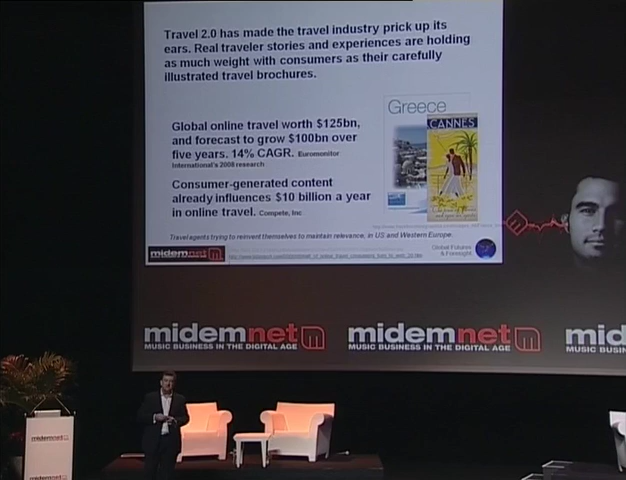 Travel 2.0 has made the travel industry prick up its
ears. Real traveler stories and experiences are holding
as much weight with consumers as their carefully
illustrated travel brochures.
Greece
CANNES
Global online travel worth $125bn,
and forecast to grow $100bn over
five years, 14% CAGR. Euromonitor
International's 2008 research
Consumer-generated content
already influences $10 billion a year
in online travel. Compete, Inc
Travel agents trying to reinvent themselves to maintain relevance, in US and Western Europe.
midemnet
Global Futures
& Foresight
midemnet
MUSIC BUSINESS IN THE DIGITAL AGE
midemnet
MUSIC BUSINESS IN THE DIGITAL AGE
mid
MUSIC BUS
midemnet
midemnet